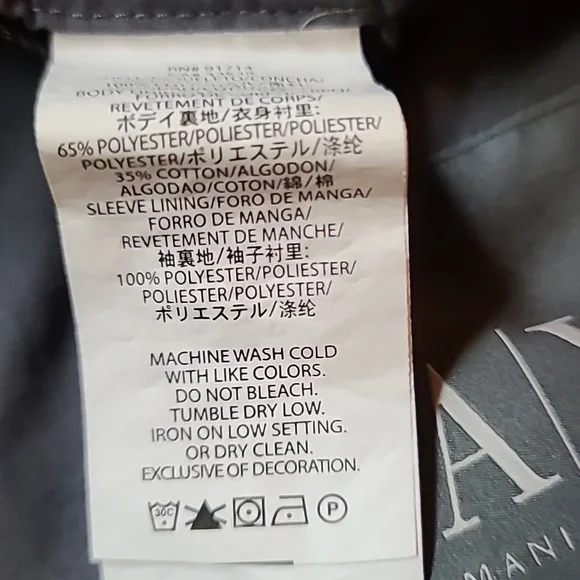 REVETEMENT DE CORPS/
ボデイ裏地/衣身衬里:
65% POLYESTER/POLIESTER/POLIESTER/
POLYESTER/ポリエステル/涤纶
35% COTTON/ALGODON/
ALGODAO/COTON/綿/棉
SLEEVE LINING/FORO DE MANGA/
FORRO DE MANGA/
REVETEMENT DE MANCHE/
袖裏地/袖子衬里:
100% POLYESTER/POLIESTER/
POLIESTER/POLYESTER/
ポリエステル/涤纶
MACHINE WASH COLD
WITH LIKE COLORS.
DO NOT BLEACH.
TUMBLE DRY LOW.
IRON ON LOW SETTING.
OR DRY CLEAN.
EXCLUSIVE OF DECORATION.
30C
P
A/
MANI